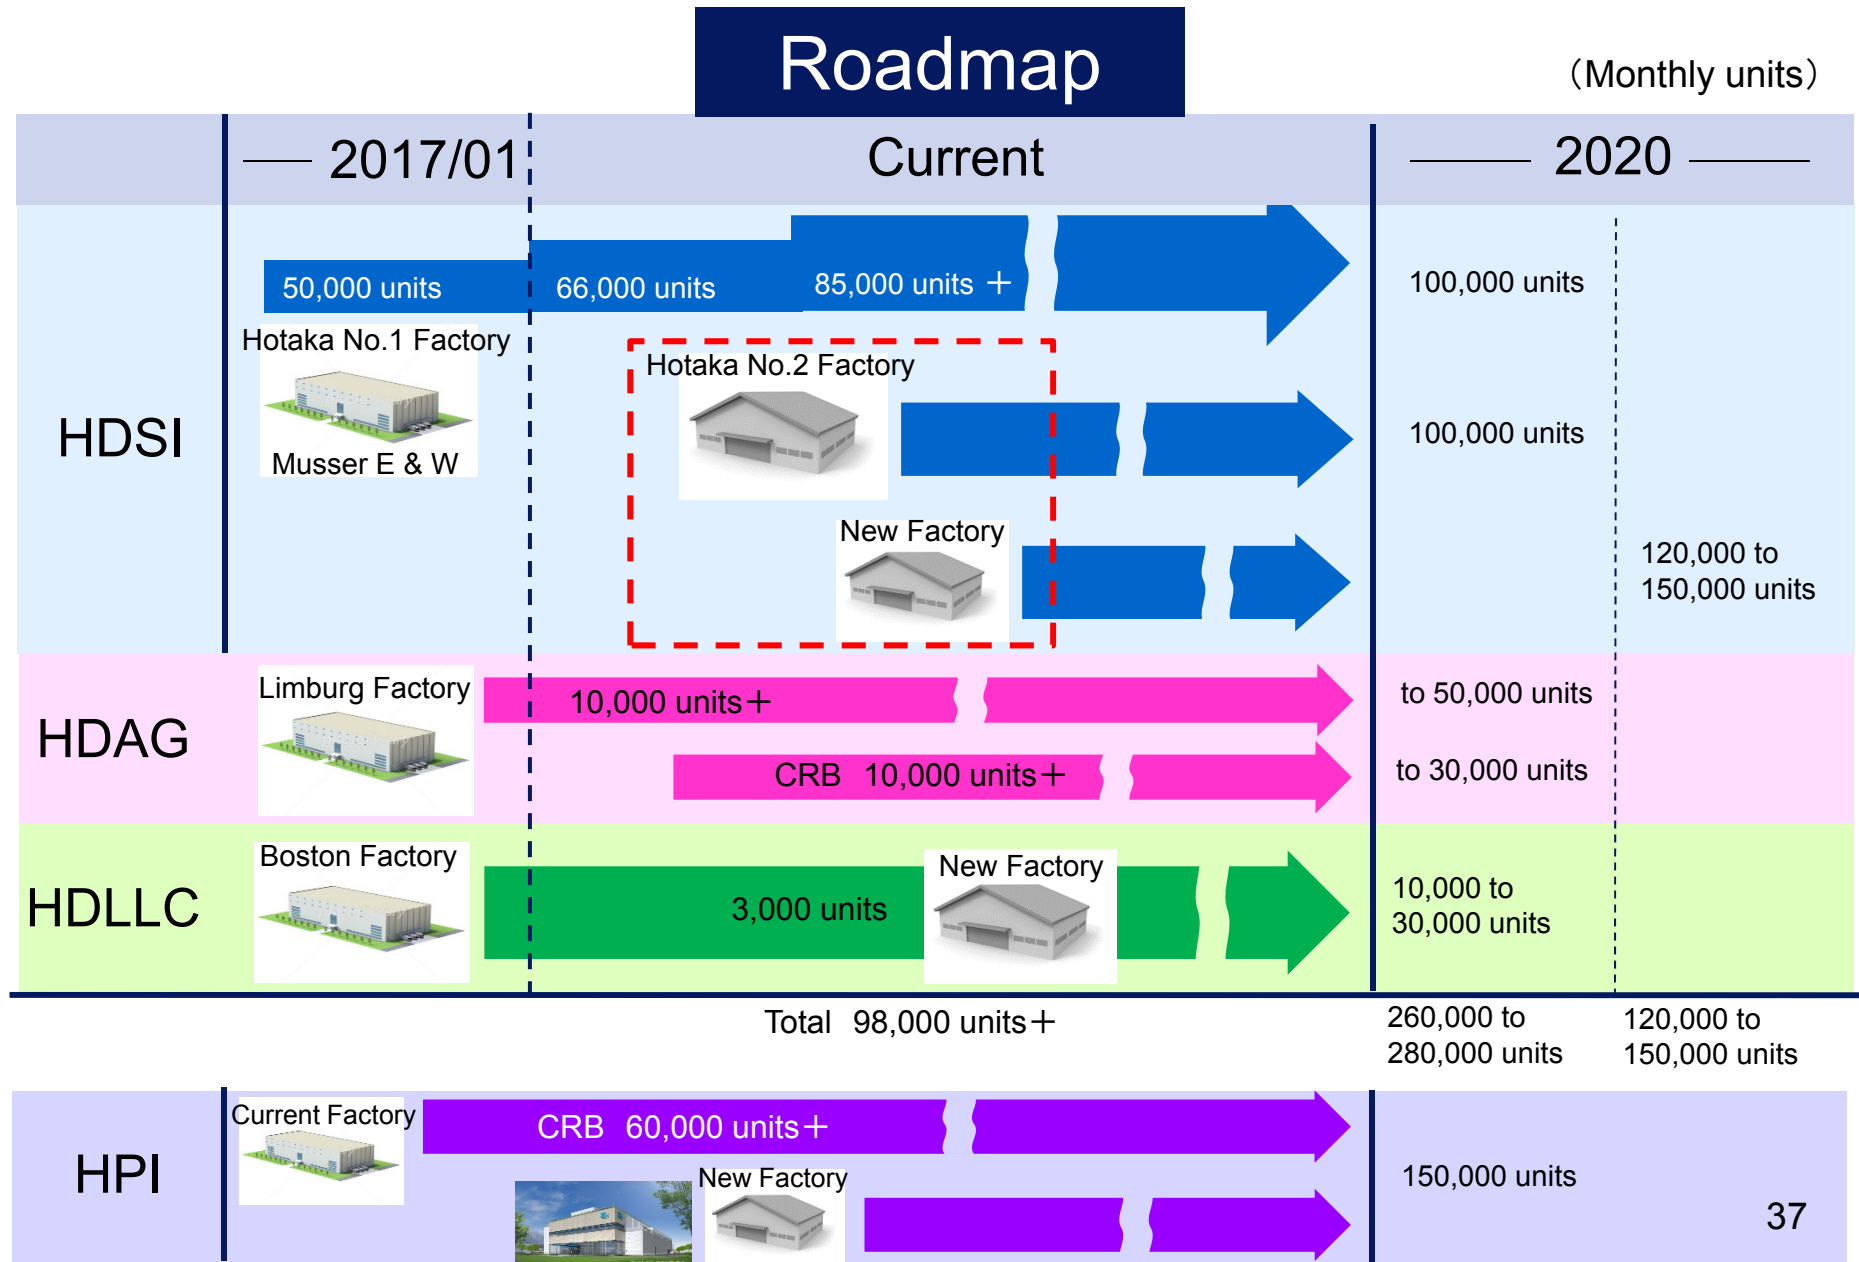 Roadmap
（Monthly units）
2017/01
Current
2020
HDSI
50,000 units
66,000 units
85,000 units＋
100,000 units
Hotaka No.1 Factory
Musser E & W
Hotaka No.2 Factory
100,000 units
New Factory
120,000 to
150,000 units
HDAG
Limburg Factory
10,000 units＋
to 50,000 units
CRB 10,000 units＋
to 30,000 units
HDLLC
Boston Factory
3,000 units
New Factory
10,000 to
30,000 units
Total 98,000 units＋
260,000 to
280,000 units
120,000 to
150,000 units
HPI
Current Factory
CRB 60,000 units＋
New Factory
150,000 units
37